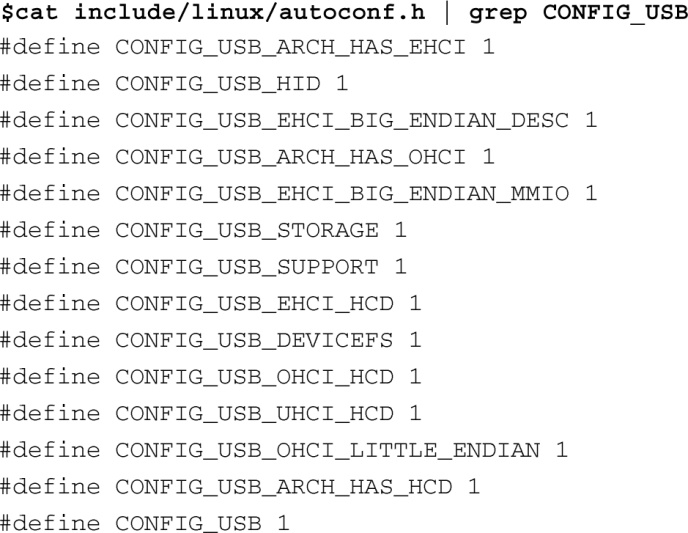 $cat include/linux/autoconf.h | grep CONFIG_USB
#define CONFIG_USB_ARCH_HAS_EHCI 1
#define CONFIG_USB_HID 1
#define CONFIG_USB_EHCI_BIG_ENDIAN_DESC 1
#define CONFIG_USB_ARCH_HAS_OHCI 1
#define CONFIG_USB_EHCI_BIG_ENDIAN_MMIO 1
#define CONFIG_USB_STORAGE 1
#define CONFIG_USB_SUPPORT 1
#define CONFIG_USB_EHCI_HCD 1
#define CONFIG_USB_DEVICEFS 1
#define CONFIG_USB_OHCI_HCD 1
#define CONFIG_USB_UHCI_HCD 1
#define CONFIG_USB_OHCI_LITTLE_ENDIAN 1
#define CONFIG_USB_ARCH_HAS_HCD 1
#define CONFIG_USB 1